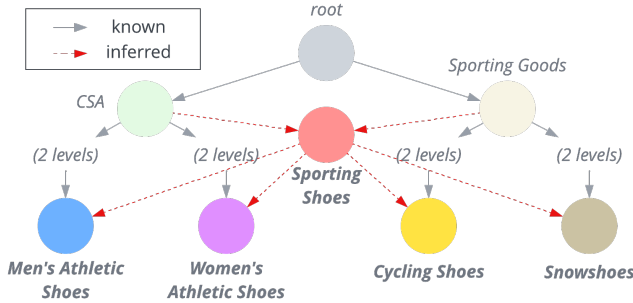 root
known
inferred
Sporting Goods
CSA
(2 levels)
(2 levels)
(2 levels)
(2 levels)
Sporting
Shoes
Men's Athletic
Shoes
Women's
Athletic Shoes
Cycling Shoes
Snowshoes